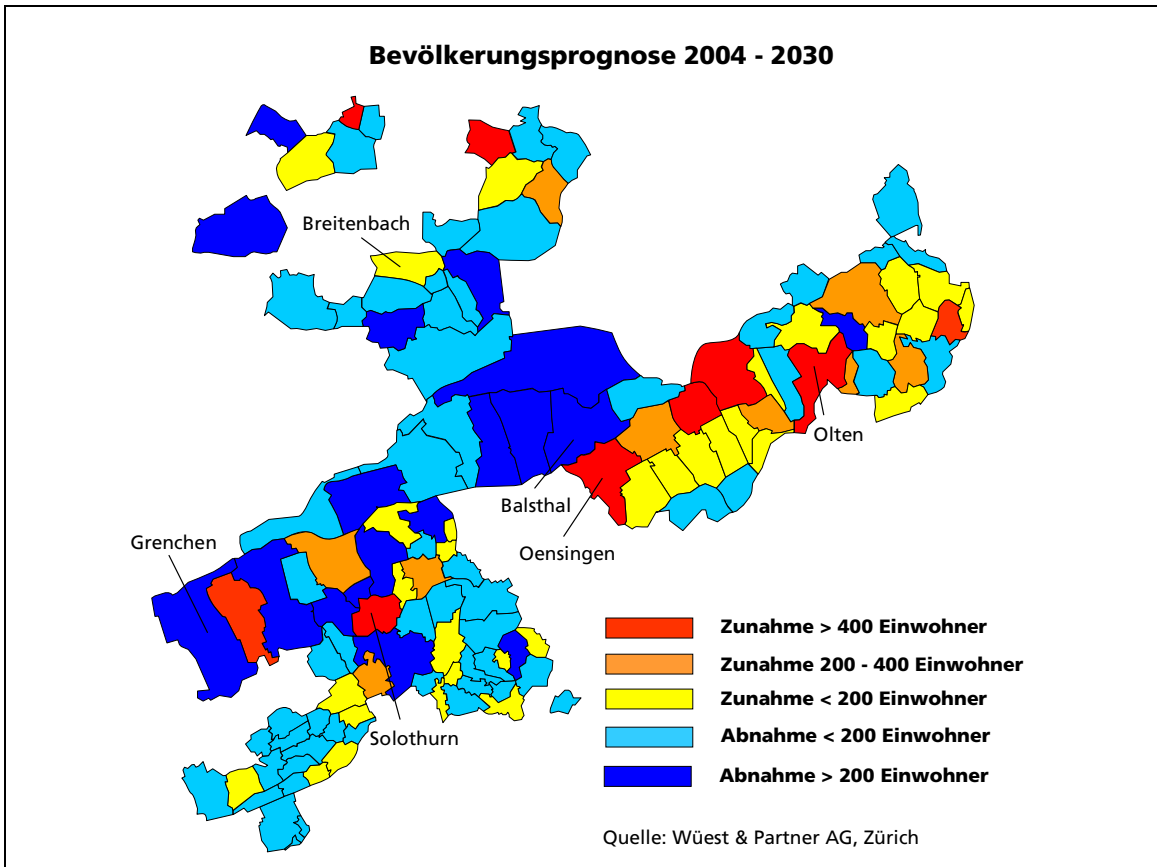 Bevölkerungsprognose 2004 - 2030
Breitenbach
Olten
Balsthal
Oensingen
Grenchen
Solothurn
Zunahme > 400 Einwohner
Zunahme 200 - 400 Einwohner
Zunahme < 200 Einwohner
Abnahme < 200 Einwohner
Abnahme > 200 Einwohner
Quelle: Wüest & Partner AG, Zürich